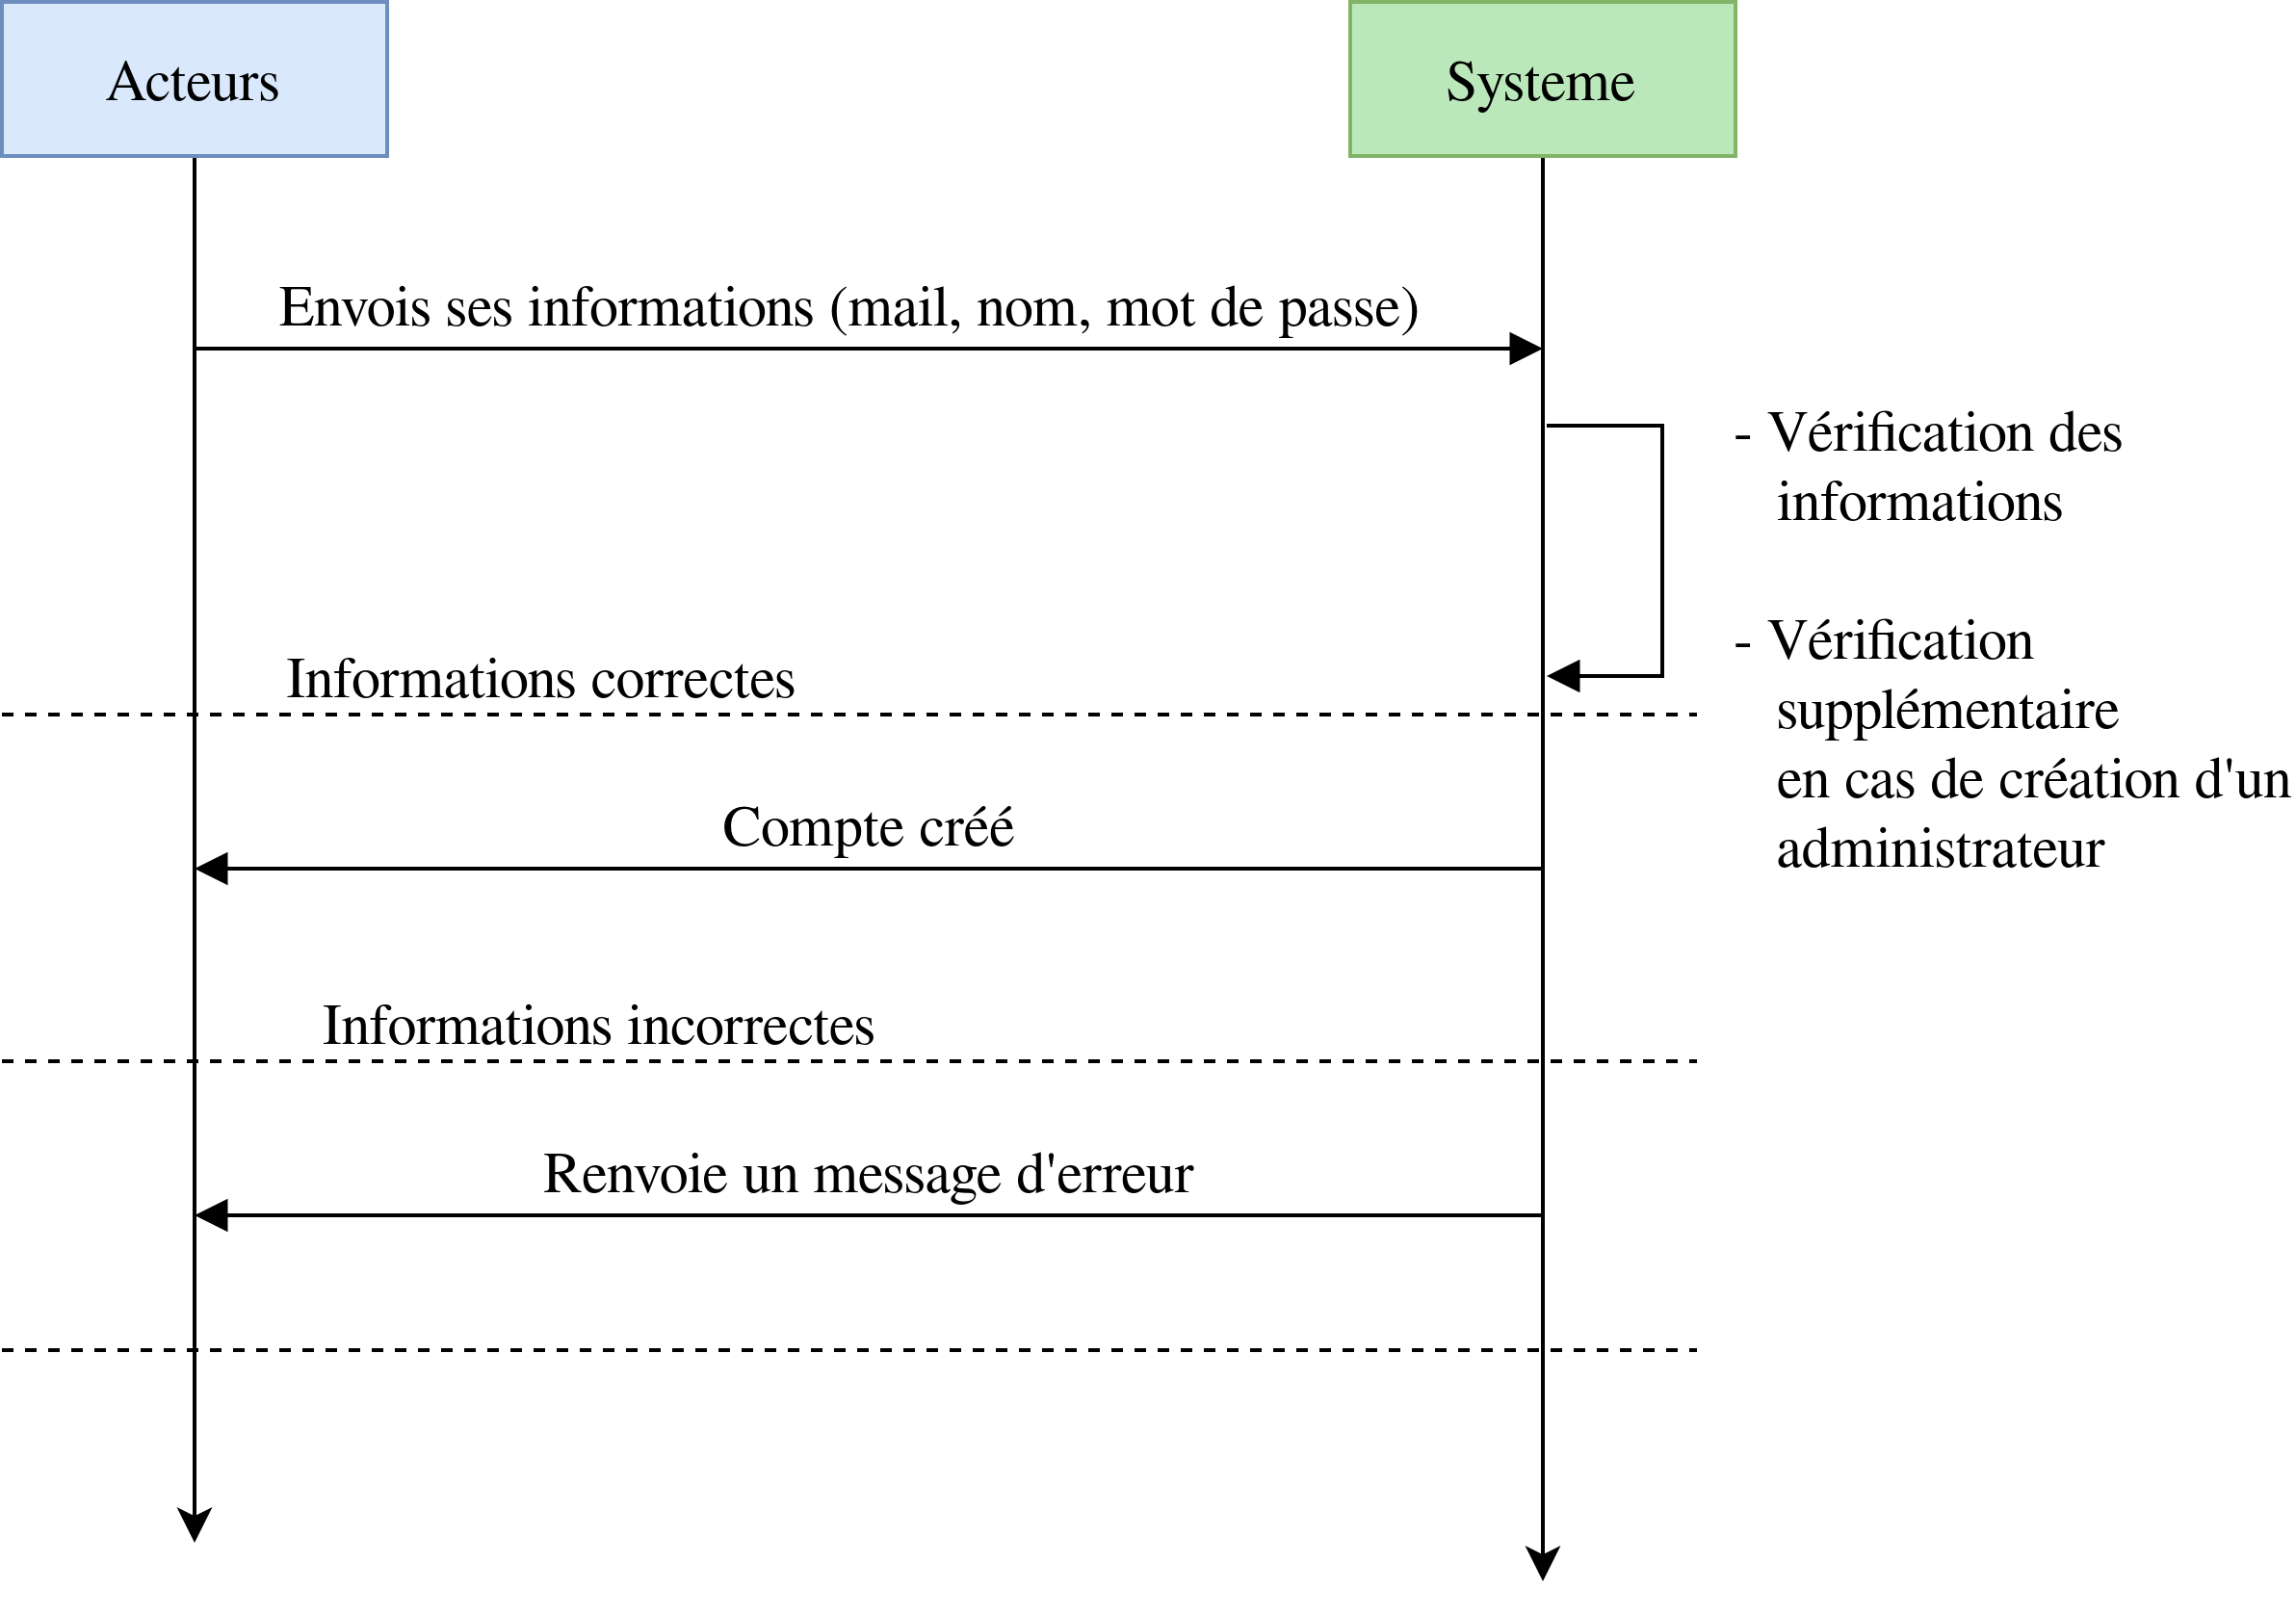 Acteurs
Systeme
Envois ses informations (mail, nom, mot de passe)
- Vérification des
informations
- Vérification
supplémentaire
en cas de création d'un
administrateur
Informations correctes
Compte créé
Informations incorrectes
Renvoie un message d'erreur